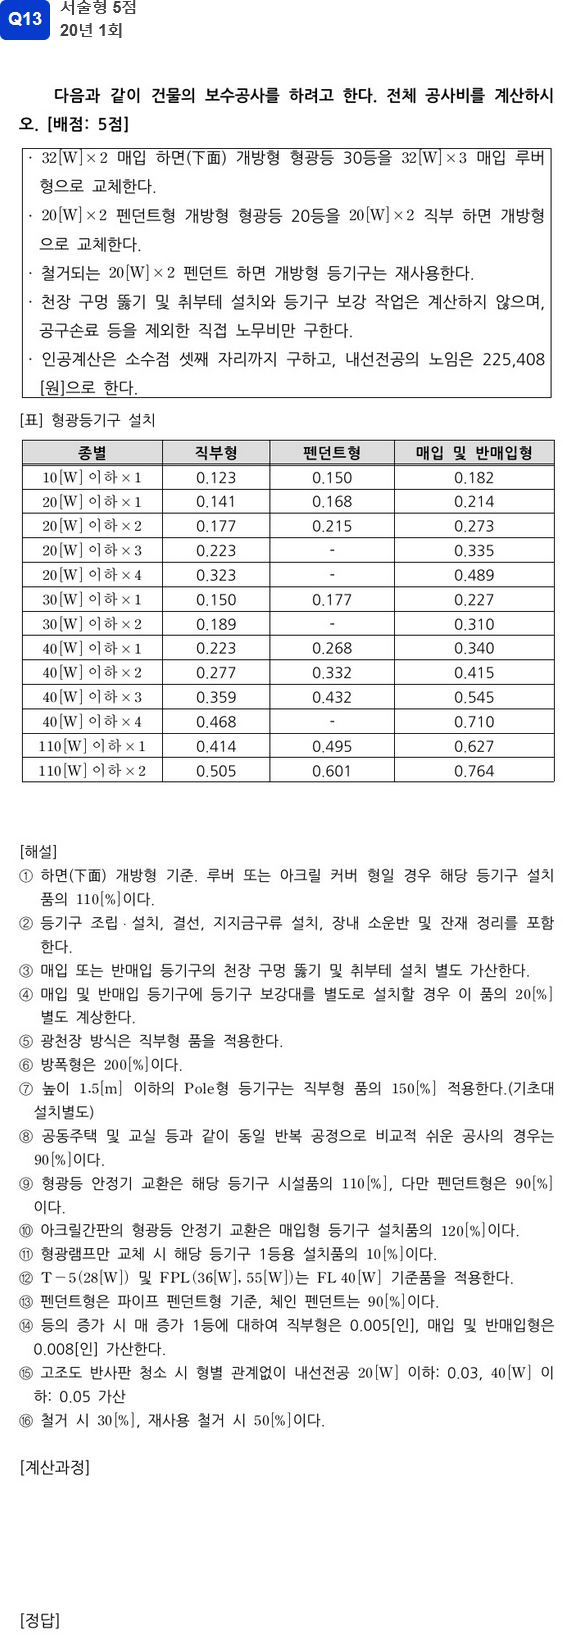 Q13
서술형 5점
20년 1회
다음과 같이 건물의 보수공사를 하려고 한다. 전체 공사비를 계산하시
오. [배점: 5점]
· 32[W]×2 매입 하면(下面) 개방형 형광등 30등을 32[W]×3 매입 루버
형으로 교체한다.
· 20[W]×2 펜던트형 개방형 형광등 20등을 20[W]×2 직부 하면 개방형
으로 교체한다.
· 철거되는 20[W]×2 펜던트 하면 개방형 등기구는 재사용한다.
· 천장 구멍 뚫기 및 취부테 설치와 등기구 보강 작업은 계산하지 않으며,
공구손료 등을 제외한 직접 노무비만 구한다.
· 인공계산은 소수점 셋째 자리까지 구하고, 내선전공의 노임은 225,408
[원]으로 한다.
[표] 형광등기구 설치
종별 직부형 펜던트형 매입 및 반매입형
10[W] 이하×1 0.123 0.150 0.182
20[W] 이하×1 0.141 0.168 0.214
20[W] 이하×2 0.177 0.215 0.273
20[W] 이하×3 0.223 - 0.335
20[W] 이하×4 0.323 - 0.489
30[W] 이하×1 0.150 0.177 0.227
30[W] 이하×2 0.189 - 0.310
40[W] 이하×1 0.223 0.268 0.340
40[W] 이하×2 0.277 0.332 0.415
40[W] 이하×3 0.359 0.432 0.545
40[W] 이하×4 0.468 - 0.710
110[W] 이하×1 0.414 0.495 0.627
110[W] 이하×2 0.505 0.601 0.764
[해설]
① 하면(下面) 개방형 기준. 루버 또는 아크릴 커버 형일 경우 해당 등기구 설치
품의 110[%]이다.
② 등기구 조립·설치, 결선, 지지금구류 설치, 장내 소운반 및 잔재 정리를 포함
한다.
③ 매입 또는 반매입 등기구의 천장 구멍 뚫기 및 취부테 설치 별도 가산한다.
④ 매입 및 반매입 등기구에 등기구 보강대를 별도로 설치할 경우 이 품의 20[%]
별도 계상한다.
⑤ 광천장 방식은 직부형 품을 적용한다.
⑥ 방폭형은 200[%]이다.
⑦ 높이 1.5[m] 이하의 Pole형 등기구는 직부형 품의 150[%] 적용한다.(기초대
설치별도)
⑧ 공동주택 및 교실 등과 같이 동일 반복 공정으로 비교적 쉬운 공사의 경우는
90[%]이다.
⑨ 형광등 안정기 교환은 해당 등기구 시설품의 110[%], 다만 펜던트형은 90[%]
이다.
⑩ 아크릴간판의 형광등 안정기 교환은 매입형 등기구 설치품의 120[%]이다.
⑪ 형광램프만 교체 시 해당 등기구 1등용 설치품의 10[%]이다.
⑫ T-5(28[W]) 및 FPL(36[W], 55[W])는 FL 40[W] 기준품을 적용한다.
⑬ 펜던트형은 파이프 펜던트형 기준, 체인 펜던트는 90[%]이다.
⑭ 등의 증가 시 매 증가 1등에 대하여 직부형은 0.005[인], 매입 및 반매입형은
0.008[인] 가산한다.
⑮ 고조도 반사판 청소 시 형별 관계없이 내선전공 20[W] 이하: 0.03, 40[W] 이
하: 0.05 가산
⑯ 철거 시 30[%], 재사용 철거 시 50[%]이다.
[계산과정]
[정답]